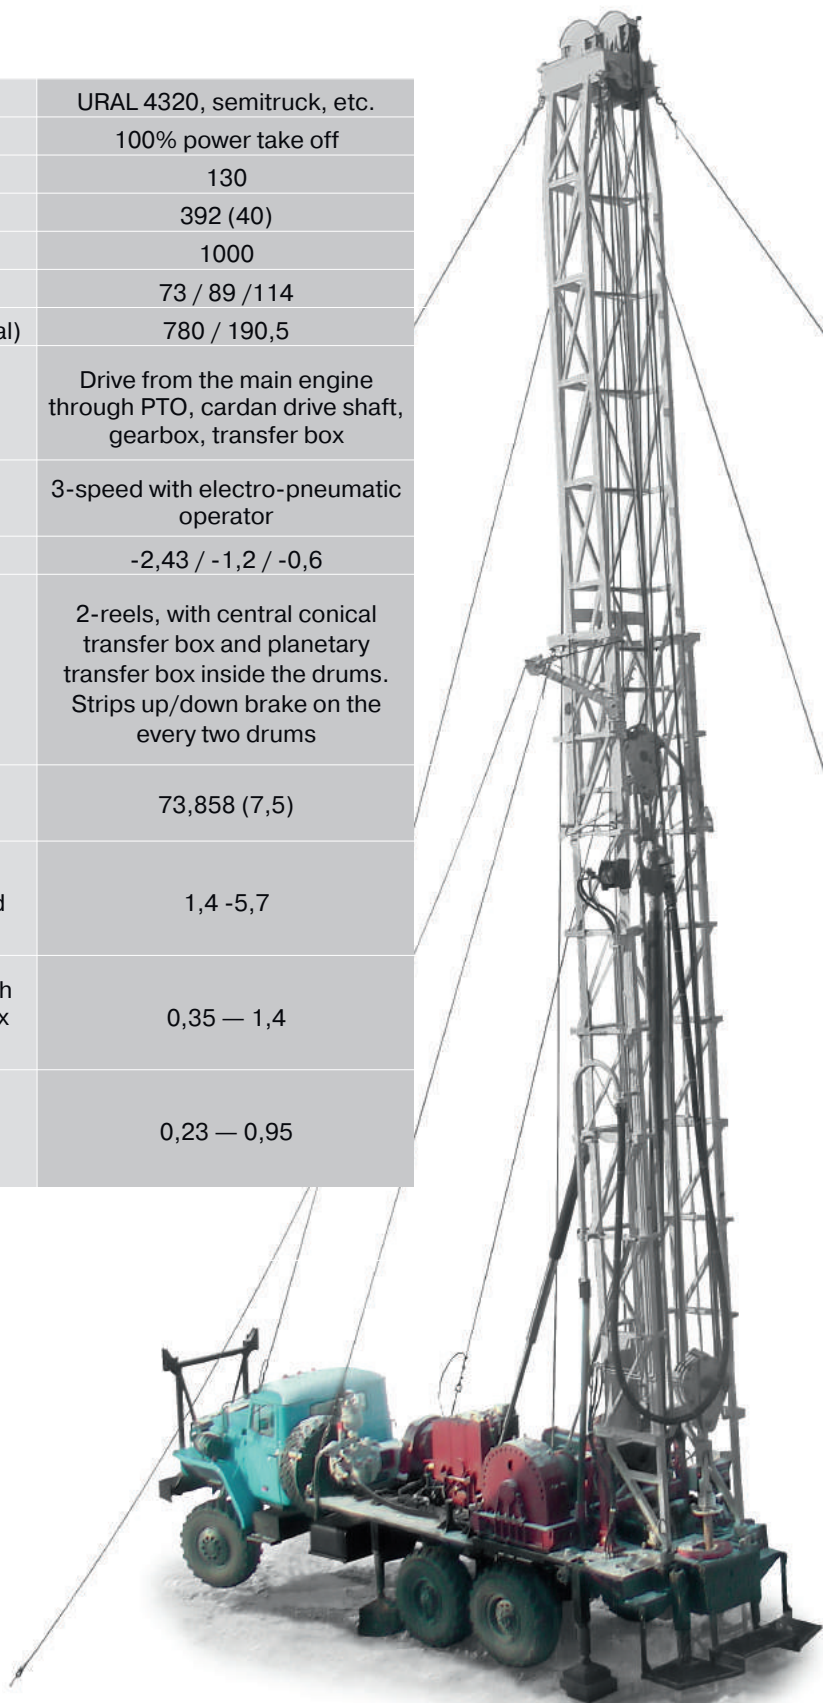 URAL 4320, semitruck, etc.
100% power take off
130
392 (40)
1000
73 / 89 /114
al) 780 / 190,5
Drive from the main engine
through PTO, cardan drive shaft,
gearbox, transfer box
3-speed with electro-pneumatic
operator
-2,43 / -1,2 / -0,6
2-reels, with central conical
transfer box and planetary
transfer box inside the drums.
Strips up/down brake on the
every two drums
73,858 (7,5)
d 1,4 -5,7
h
x 0,35 — 1,4
0,23 — 0,95